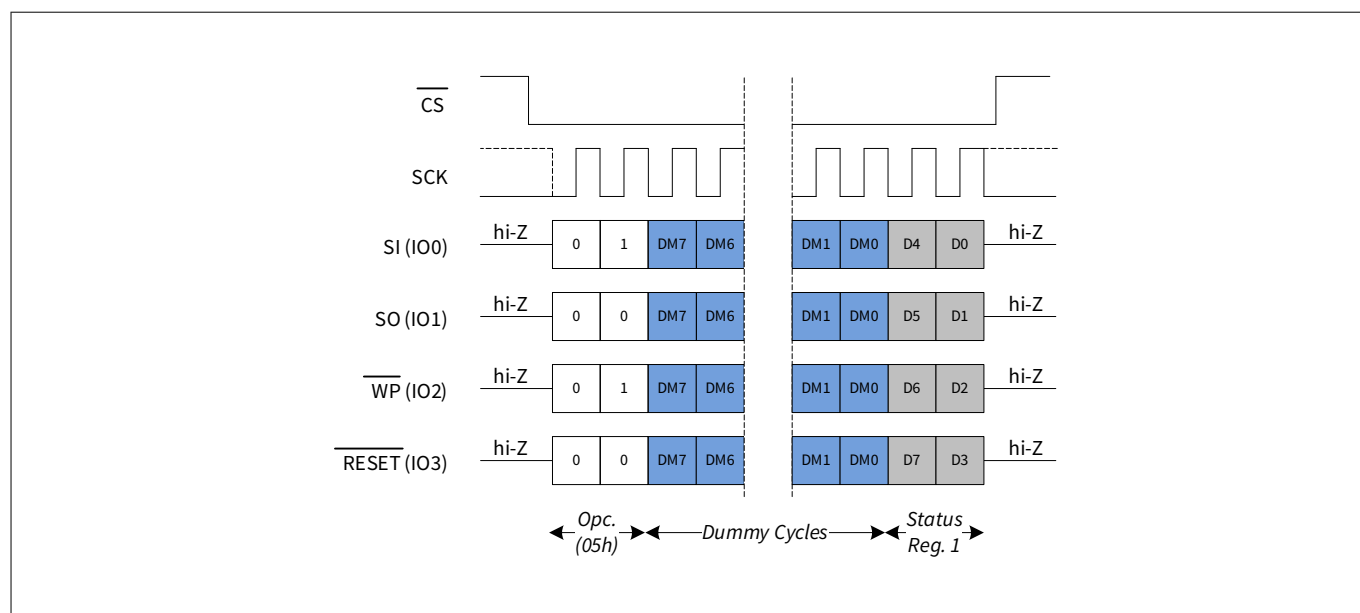 CS
SCK
SI (IO0) hi-Z 0 1 DM7 DM6 DM1 DM0 D4 D0 hi-Z
SO (IO1) hi-Z 0 0 DM7 DM6 DM1 DM0 D5 D1 hi-Z
WP (IO2) hi-Z 0 1 DM7 DM6 DM1 DM0 D6 D2 hi-Z
RESET (IO3) hi-Z 0 0 DM7 DM6 DM1 DM0 D7 D3 hi-Z
Opc. (05h)
Dummy Cycles
Status Reg. 1